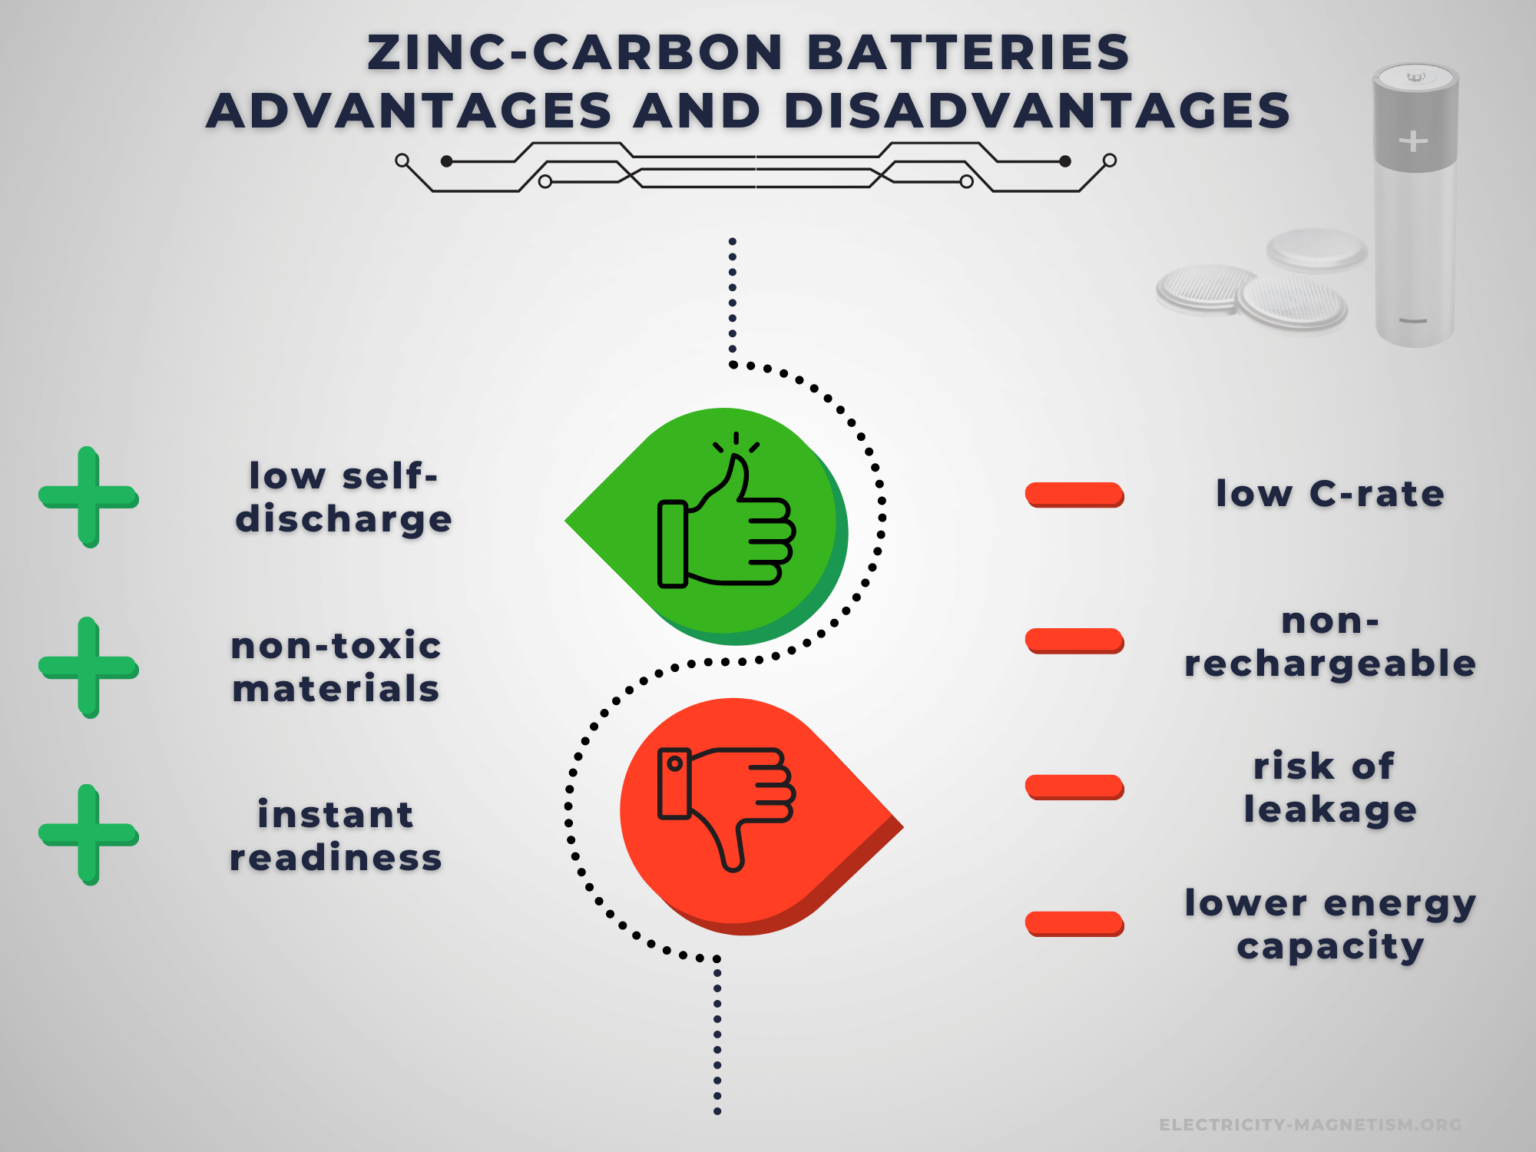 ZINC-CARBON BATTERIES
ADVANTAGES AND DISADVANTAGES
low self-
discharge
non-toxic
materials
instant
readiness
low C-rate
non-
rechargeable
risk of
leakage
lower energy
capacity
ELECTRICITY-MAGNETISM.ORG